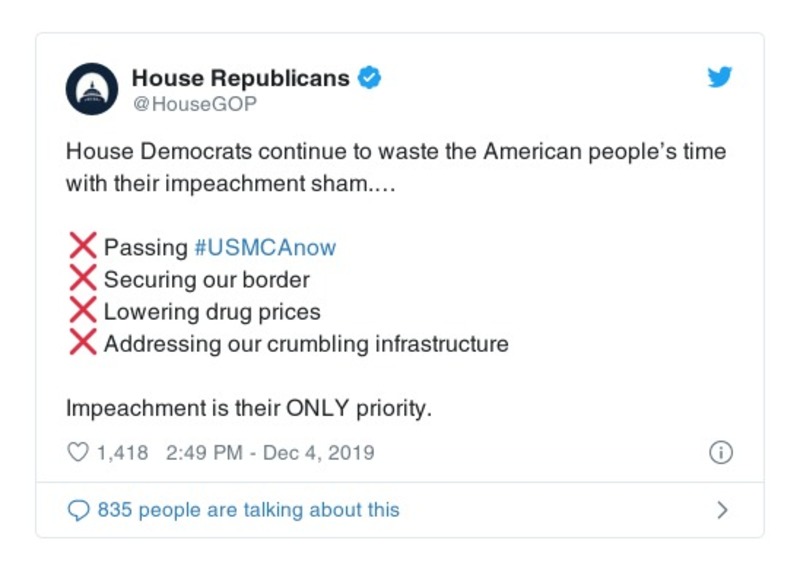 House Republicans
@HouseGOP
House Democrats continue to waste the American people’s time
with their impeachment sham....
❌ Passing #USMCAnow
❌ Securing our border
❌ Lowering drug prices
❌ Addressing our crumbling infrastructure
Impeachment is their ONLY priority.
1,418 2:49 PM - Dec 4, 2019
835 people are talking about this